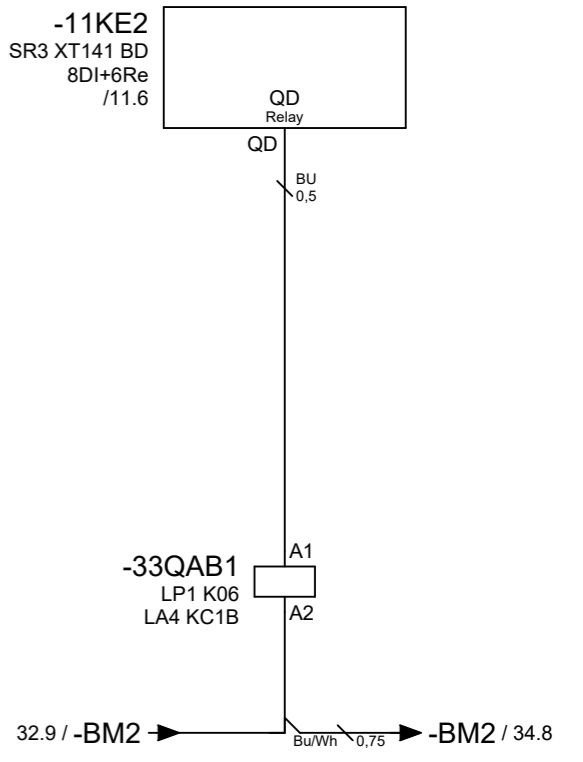 -11KE2
SR3 XT141 BD
8DI+6Re
/11.6
QD
Relay
QD
BU
0,5
A1
-33QAB1
LP1 K06
LA4 KC1B
A2
32.9 / -BM2
Bu/Wh
0,75
-BM2 / 34.8